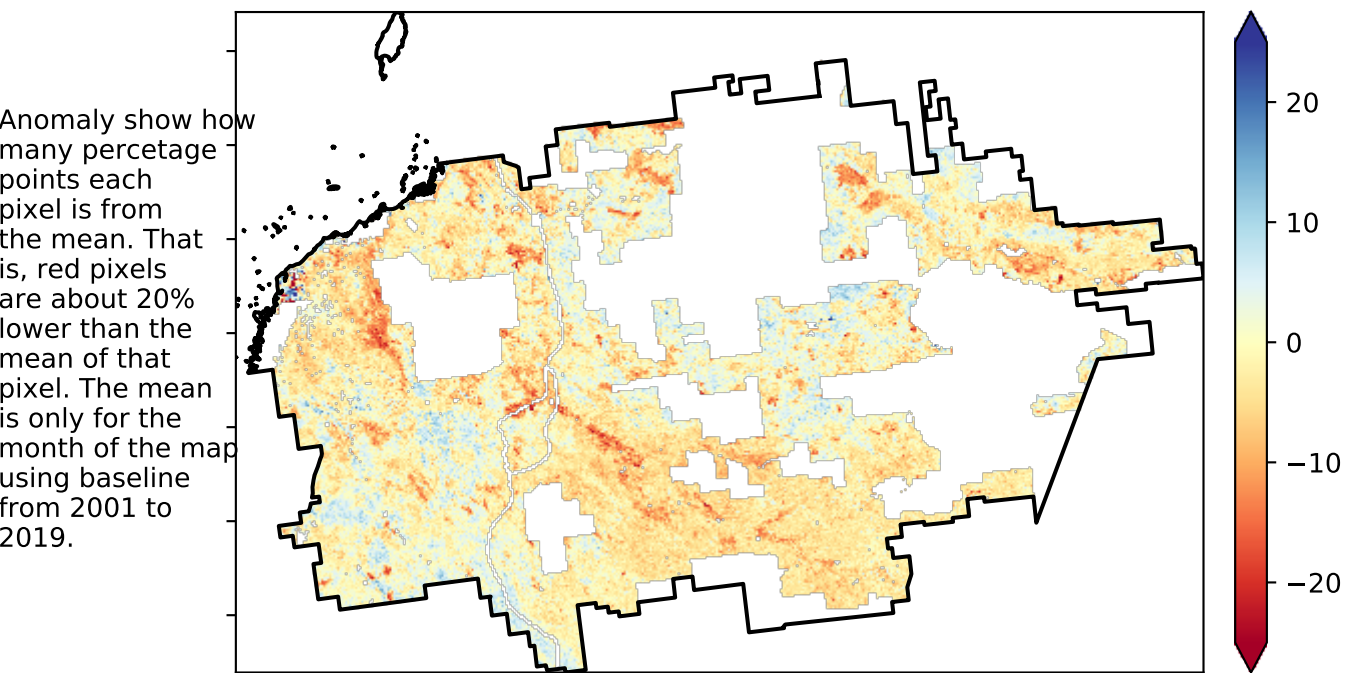 Anomaly show how
many percetage
points each
pixel is from
the mean. That
is, red pixels
are about 20%
lower than the
mean of that
pixel. The mean
is only for the
month of the map
using baseline
from 2001 to
2019.
20
10
0
−10
−20